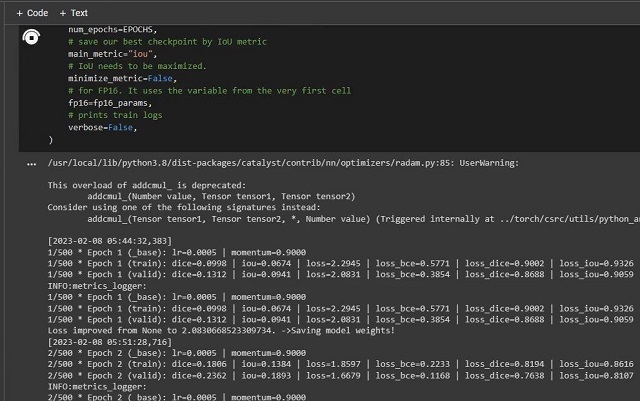 + Code + Text
num_epochs=EPOCHS,
# save our best checkpoint by IoU metric
main_metric="iou",
# IoU needs to be maximized.
minimize_metric=False,
# for FP16. It uses the variable from the very first cell
fp16=fp16_params,
# prints train logs
verbose=False,
)
/usr/local/lib/python3.8/dist-packages/catalyst/contrib/nn/optimizers/radam.py:85: UserWarning:
This overload of addcmul_ is deprecated:
addcmul_(Number value, Tensor tensor1, Tensor tensor2)
Consider using one of the following signatures instead:
addcmul_(Tensor tensor1, Tensor tensor2, *, Number value) (Triggered internally at ../torch/csrc/utils/python_ar
[2023-02-08 05:44:32,383]
1/500 * Epoch 1 (_base): lr=0.0005 | momentum=0.9000
1/500 * Epoch 1 (train): dice=0.0998 | iou=0.0674 | loss=2.2945 | loss_bce=0.5771 | loss_dice=0.9002 | loss_iou=0.9326
1/500 * Epoch 1 (valid): dice=0.1312 | iou=0.0941 | loss=2.0831 | loss_bce=0.3854 | loss_dice=0.8688 | loss_iou=0.9059
INFO:metrics_logger:
1/500 * Epoch 1 (_base): lr=0.0005 | momentum=0.9000
1/500 * Epoch 1 (train): dice=0.0998 | iou=0.0674 | loss=2.2945 | loss_bce=0.5771 | loss_dice=0.9002 | loss_iou=0.9326
1/500 * Epoch 1 (valid): dice=0.1312 | iou=0.0941 | loss=2.0831 | loss_bce=0.3854 | loss_dice=0.8688 | loss_iou=0.9059
Loss improved from None to 2.0830668523309734. ->Saving model weights!
[2023-02-08 05:51:28,716]
2/500 * Epoch 2 (_base): lr=0.0005 | momentum=0.9000
2/500 * Epoch 2 (train): dice=0.1806 | iou=0.1384 | loss=1.8597 | loss_bce=0.2233 | loss_dice=0.8194 | loss_iou=0.8616
2/500 * Epoch 2 (valid): dice=0.2362 | iou=0.1893 | loss=1.6679 | loss_bce=0.1168 | loss_dice=0.7638 | loss_iou=0.8107
INFO:metrics_logger:
2/500 * Epoch 2 (_base): lr=0.0005 | momentum=0.9000